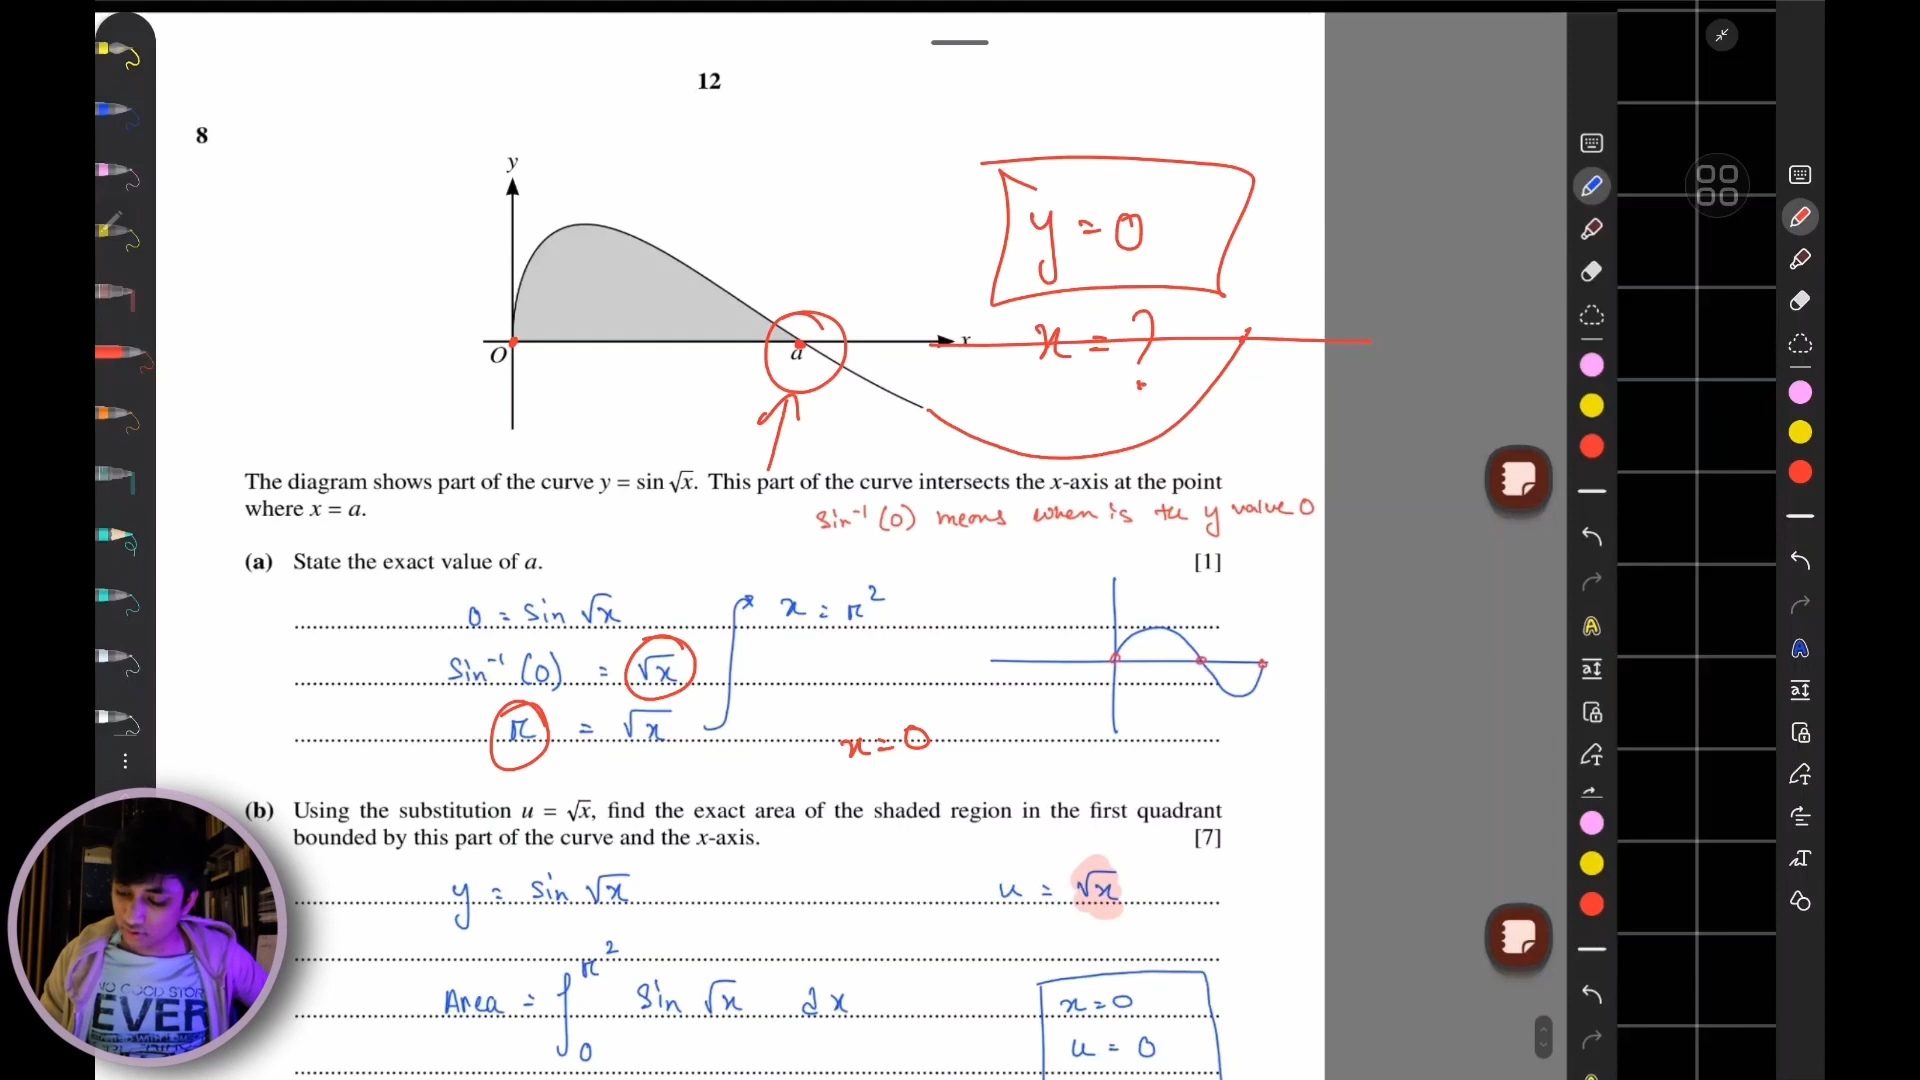 12
8
y
y = 0
x = ?
O
a
x
The diagram shows part of the curve y = sin √x. This part of the curve intersects the x-axis at the point
where x = a.
sin⁻¹ (0) means when is the y value 0
(a) State the exact value of a. [1]
0 = sin √x
x = π²
sin⁻¹ (0) = √x
π = √x
x = 0
(b) Using the substitution u = √x, find the exact area of the shaded region in the first quadrant
bounded by this part of the curve and the x-axis. [7]
y = sin √x
u = √x
Area = ∫₀^π² sin √x dx
x = 0
u = 0
NO GOOD STOR
EVER